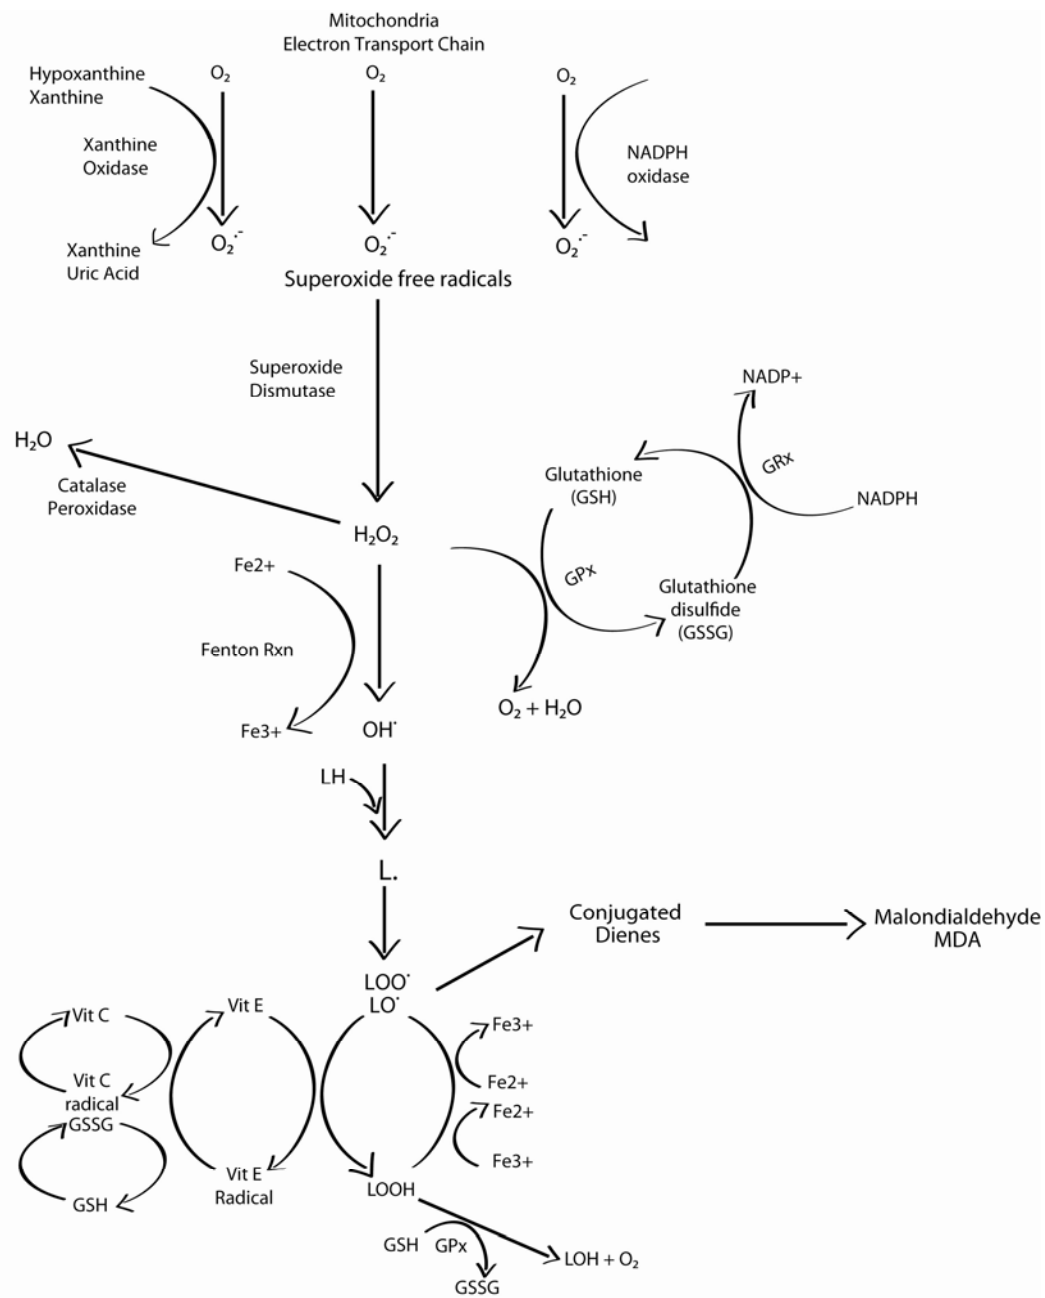 Mitochondria
Electron Transport Chain
Hypoxanthine
Xanthine
O₂
O₂
O₂
Xanthine
Oxidase
NADPH
oxidase
Xanthine
Uric Acid
O₂·-
O₂·-
O₂·-
Superoxide free radicals
Superoxide
Dismutase
NADP+
H₂O
Catalase
Peroxidase
Glutathione
(GSH)
GRx
NADPH
H₂O₂
Fe2+
GPx
Glutathione
disulfide
(GSSG)
Fenton Rxn
O₂ + H₂O
Fe3+
OH·
LH
L.
Conjugated
Dienes
Malondialdehyde
MDA
LOO·
LO·
Vit C
Vit E
Fe3+
Vit C
radical
Fe2+
Fe2+
GSSG
Fe3+
GSH
Vit E
Radical
LOOH
GSH
GPx
LOH + O₂
GSSG